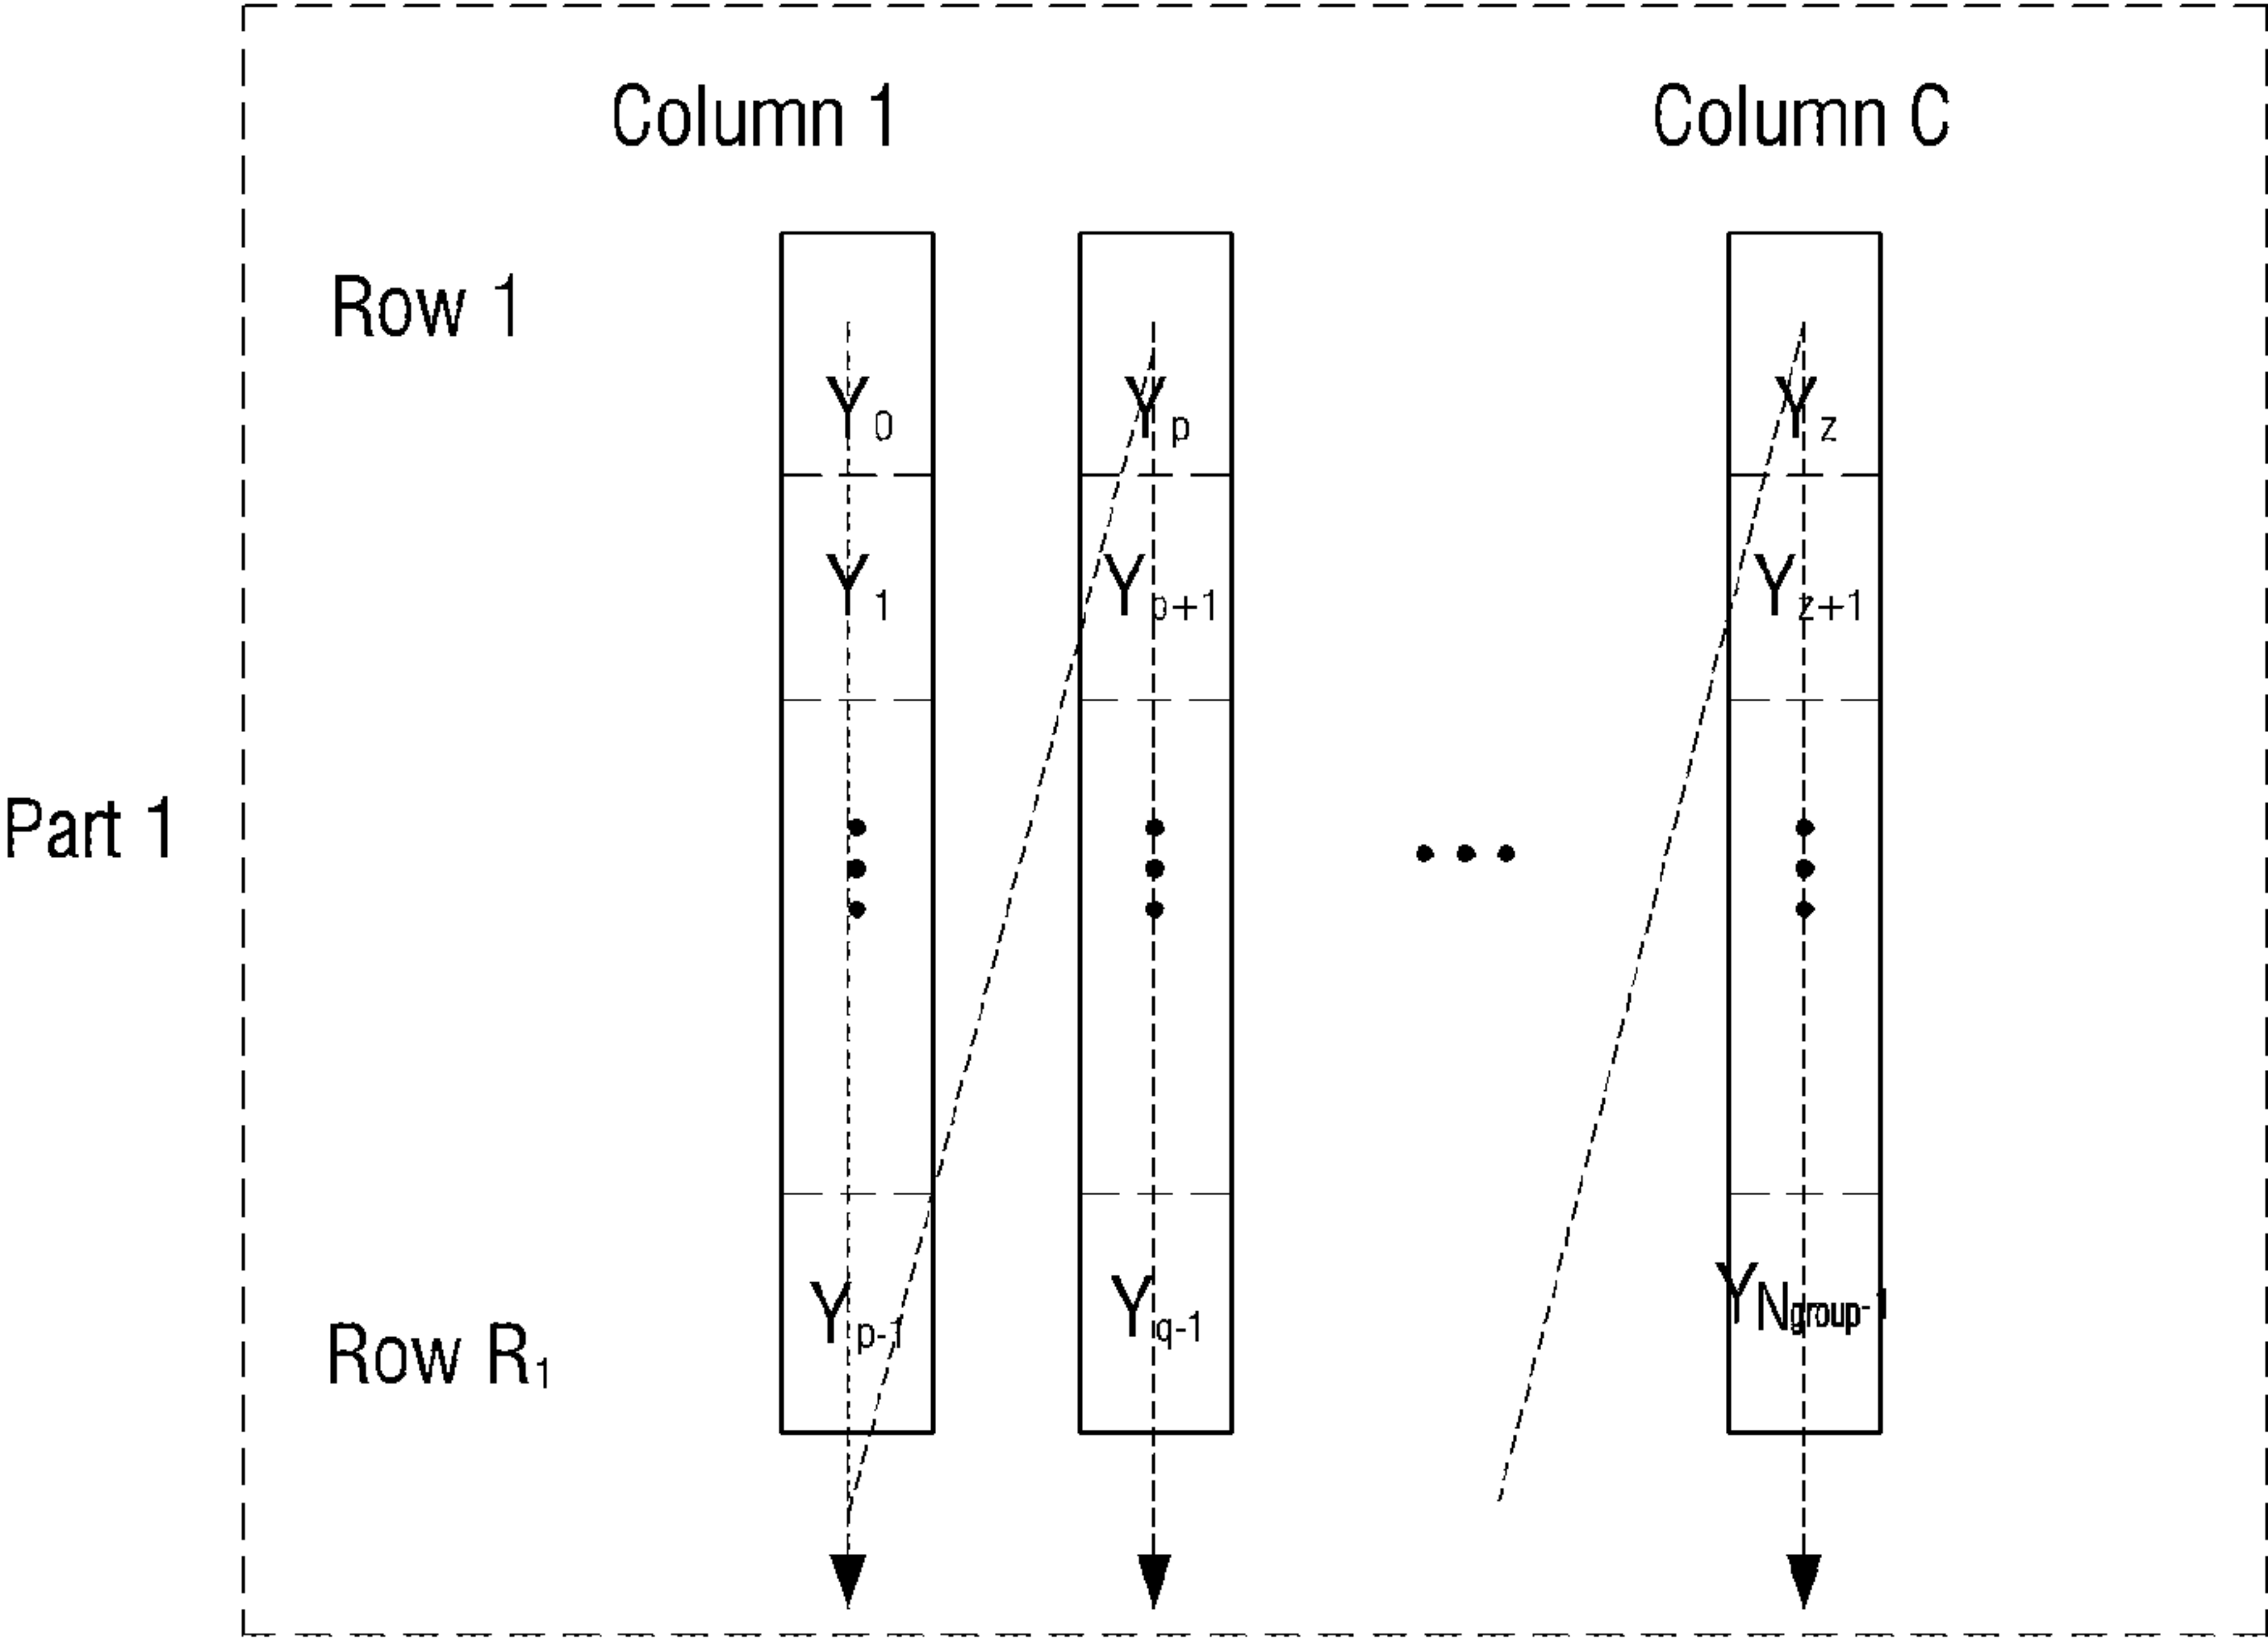 Column 1 Column C
Row 1
Y0 Yp Yz
Y1 Yp+1 Yz+1
Part 1
Yp-1 Yq-1 YNgroup-1
Row R1